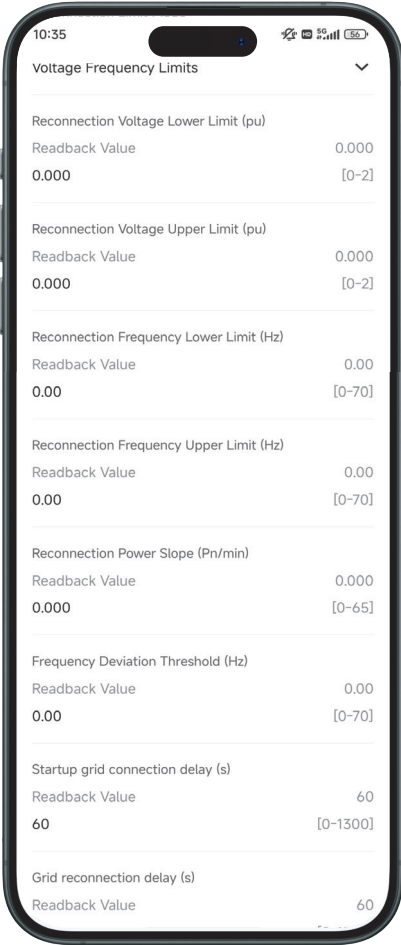 10:35
HD 5G 56
Voltage Frequency Limits
Reconnection Voltage Lower Limit (pu)
Readback Value 0.000
0.000 [0-2]
Reconnection Voltage Upper Limit (pu)
Readback Value 0.000
0.000 [0-2]
Reconnection Frequency Lower Limit (Hz)
Readback Value 0.00
0.00 [0-70]
Reconnection Frequency Upper Limit (Hz)
Readback Value 0.00
0.00 [0-70]
Reconnection Power Slope (Pn/min)
Readback Value 0.000
0.000 [0-65]
Frequency Deviation Threshold (Hz)
Readback Value 0.00
0.00 [0-70]
Startup grid connection delay (s)
Readback Value 60
60 [0-1300]
Grid reconnection delay (s)
Readback Value 60